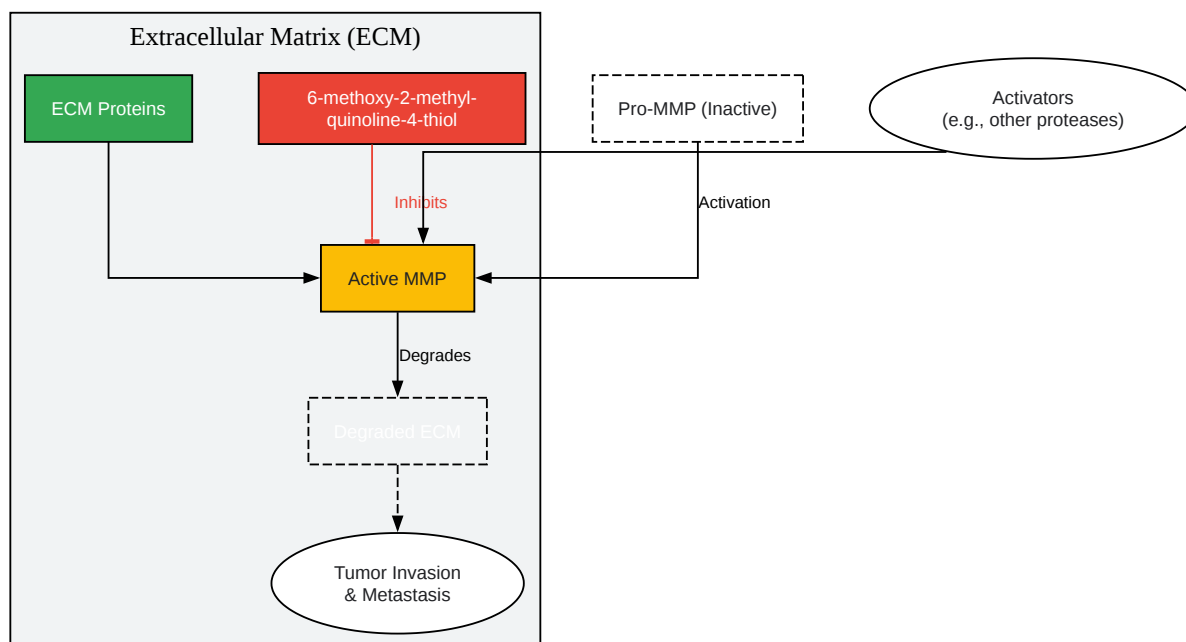 Extracellular Matrix (ECM)
ECM Proteins
6-methoxy-2-methyl-
quinoline-4-thiol
Pro-MMP (Inactive)
Activators
(e.g., other proteases)
Inhibits
Activation
Active MMP
Degrades
Degraded ECM
Tumor Invasion
& Metastasis